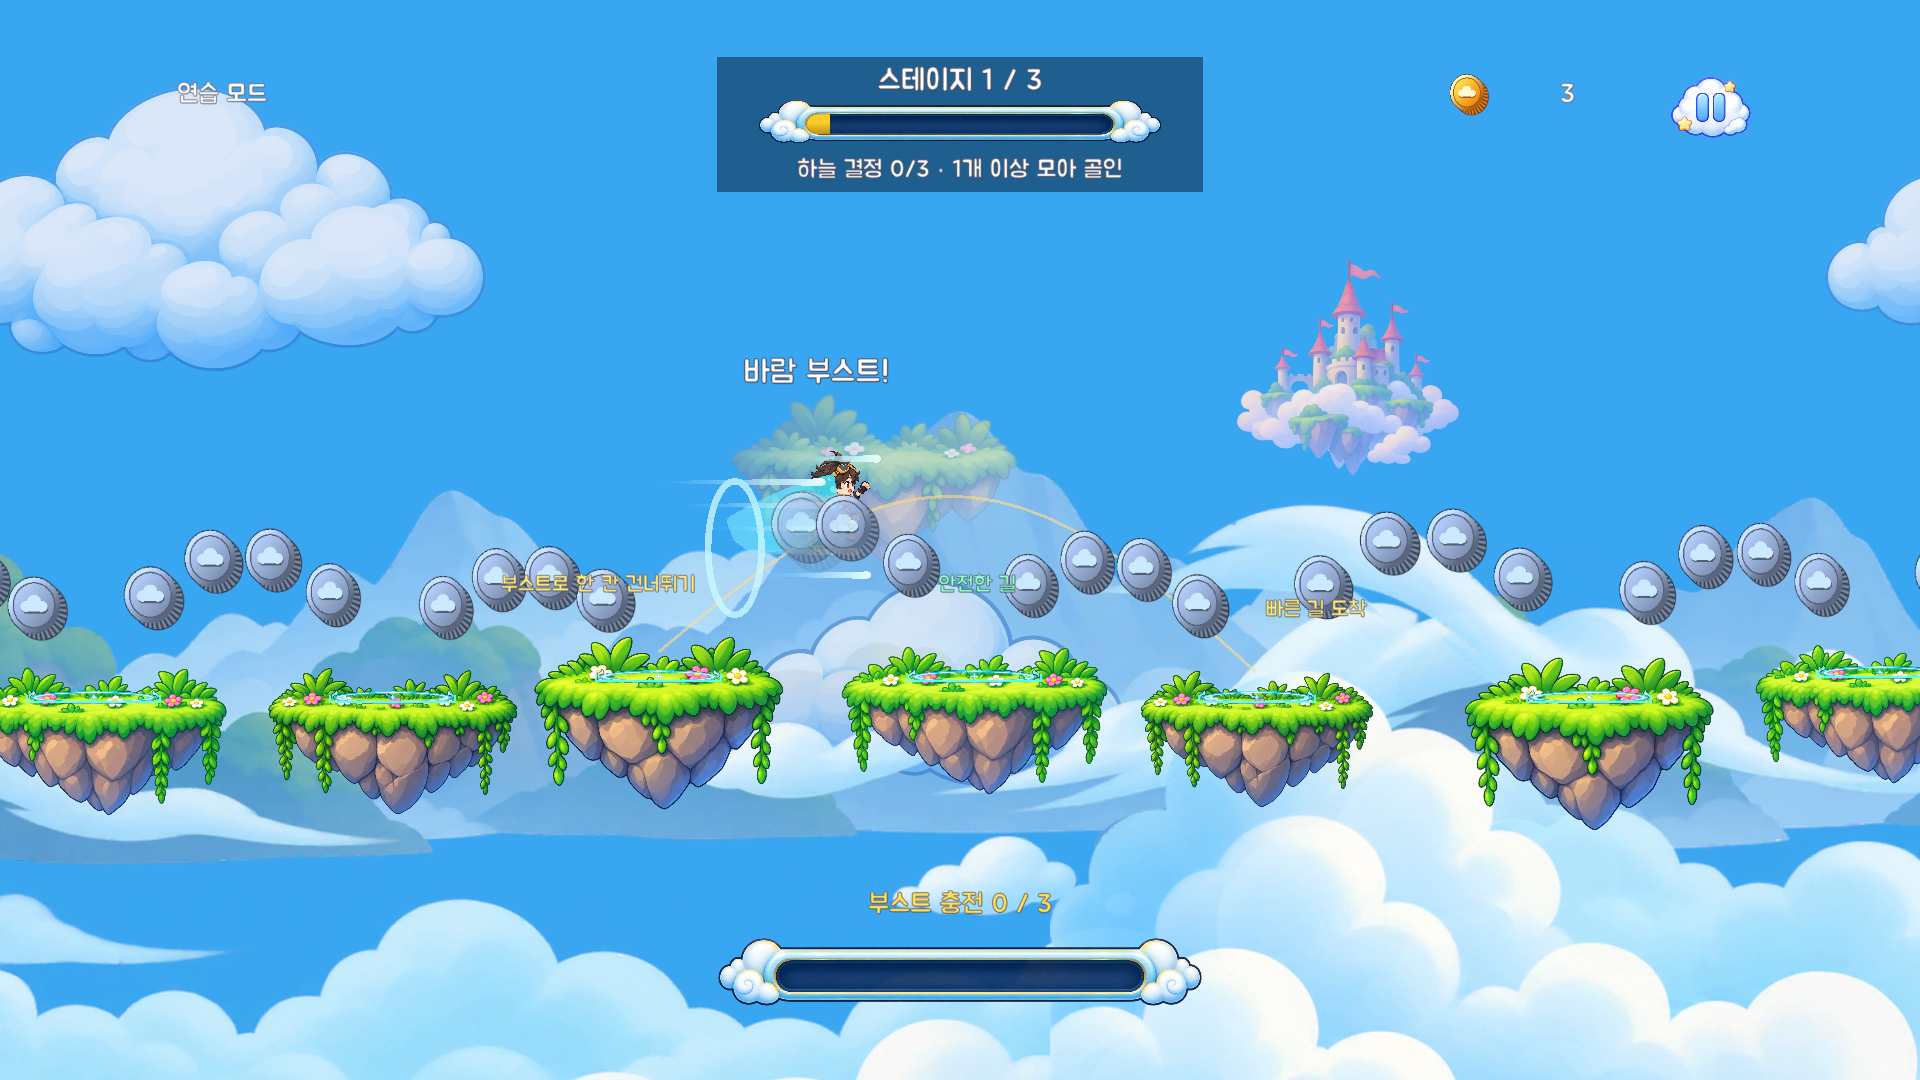 연습 모드
스테이지 1 / 3
3
하늘 결정 0/3 · 1개 이상 모아 골인
바람 부스트!
부스트로 한 칸 건너뛰기
안전한 길
빠른 길 도착
부스트 충전 0 / 3